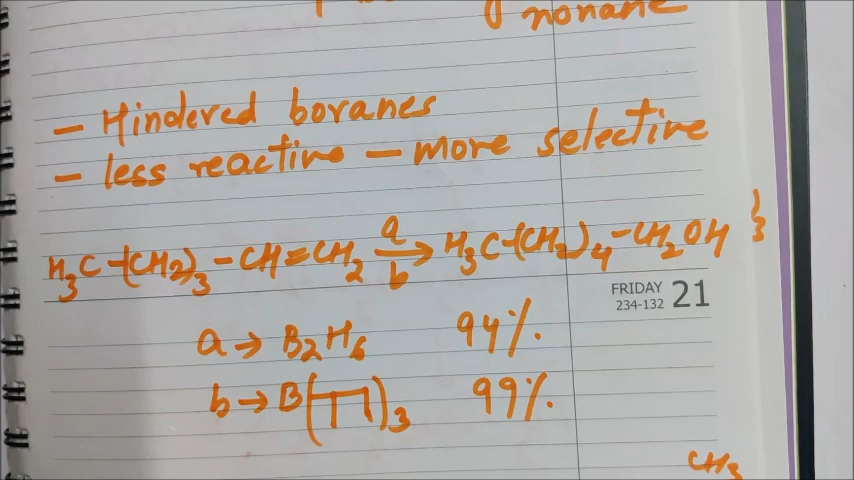 nonane
- Hindered boranes
- less reactive - more selective
H3C-(CH2)3-CH=CH2 a/b → H3C-(CH2)4-CH2OH }
FRIDAY 21
234-132
a → B2H6 94%.
b → B( )3 99%.
CH3